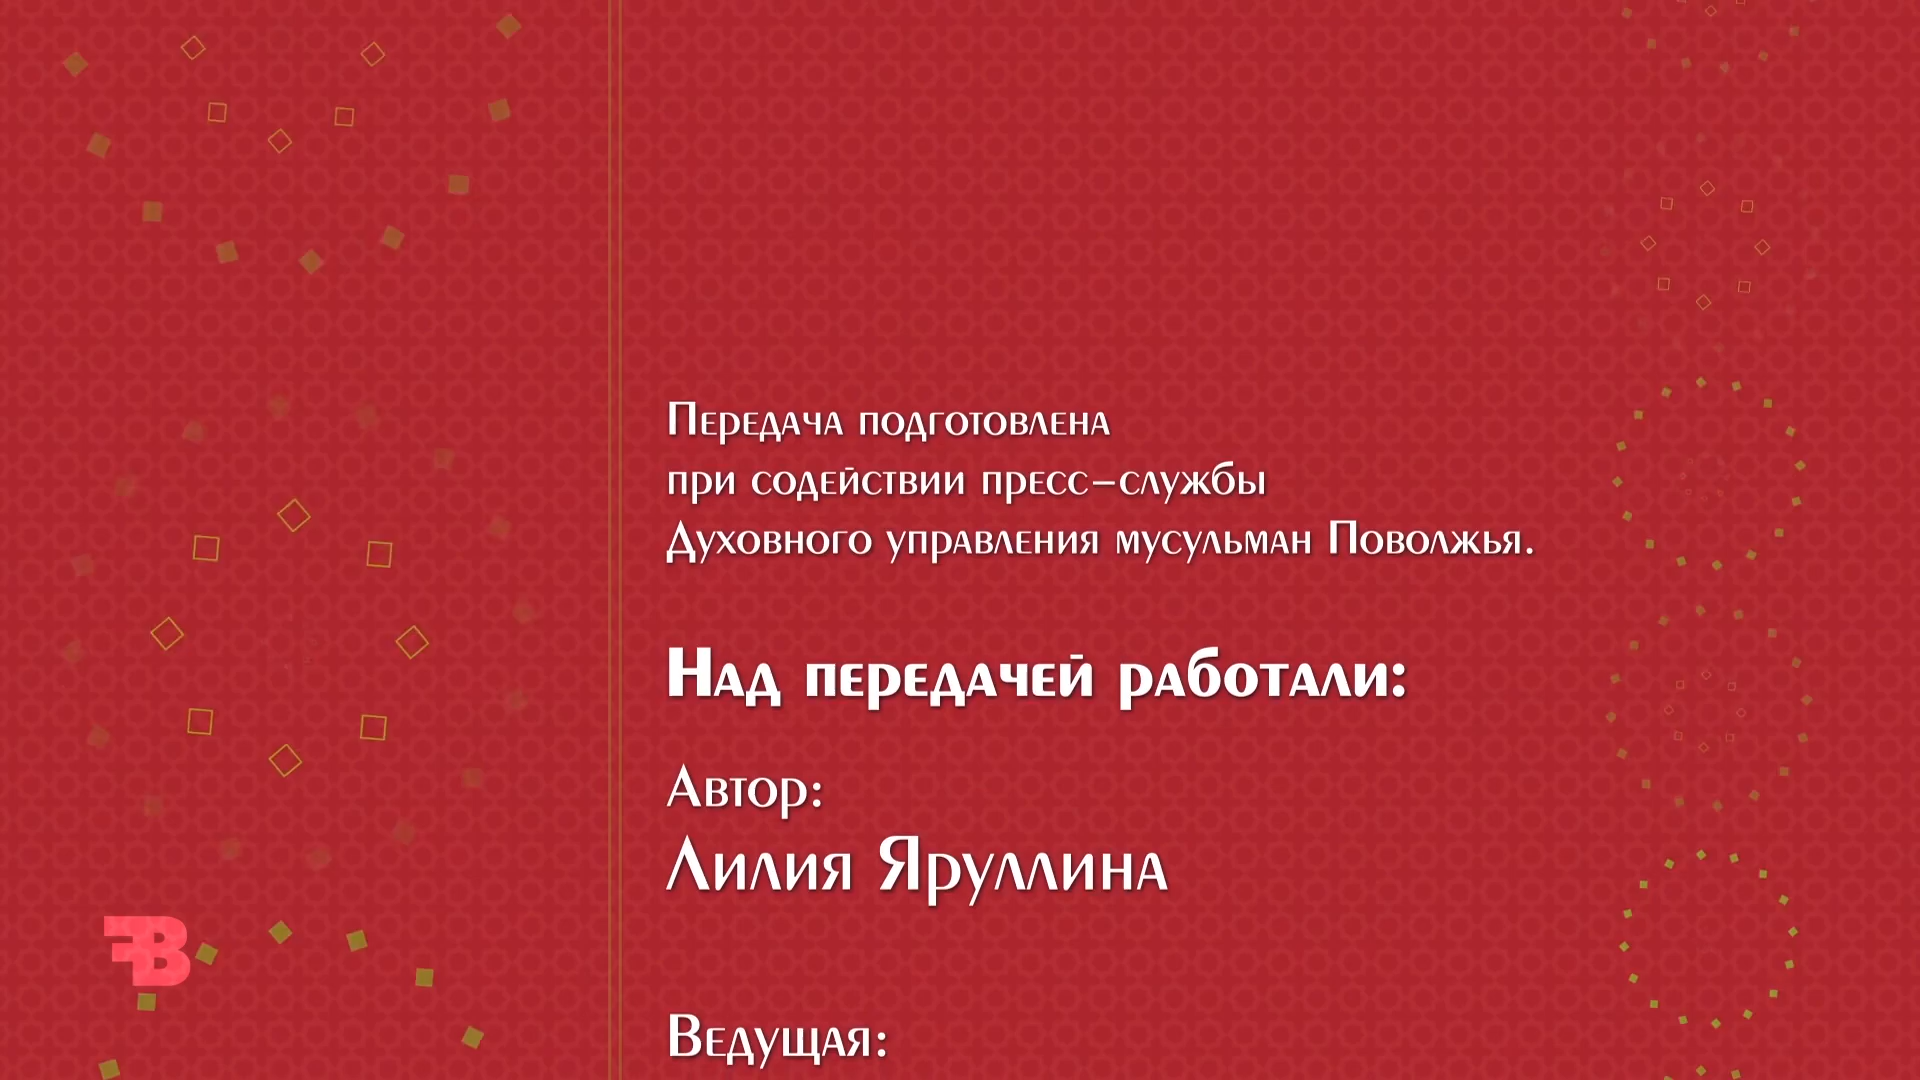 Передача подготовлена
при содействии пресс-службы
Духовного управления мусульман Поволжья.
Над передачей работали:
Автор:
Лилия Яруллина
Ведущая: